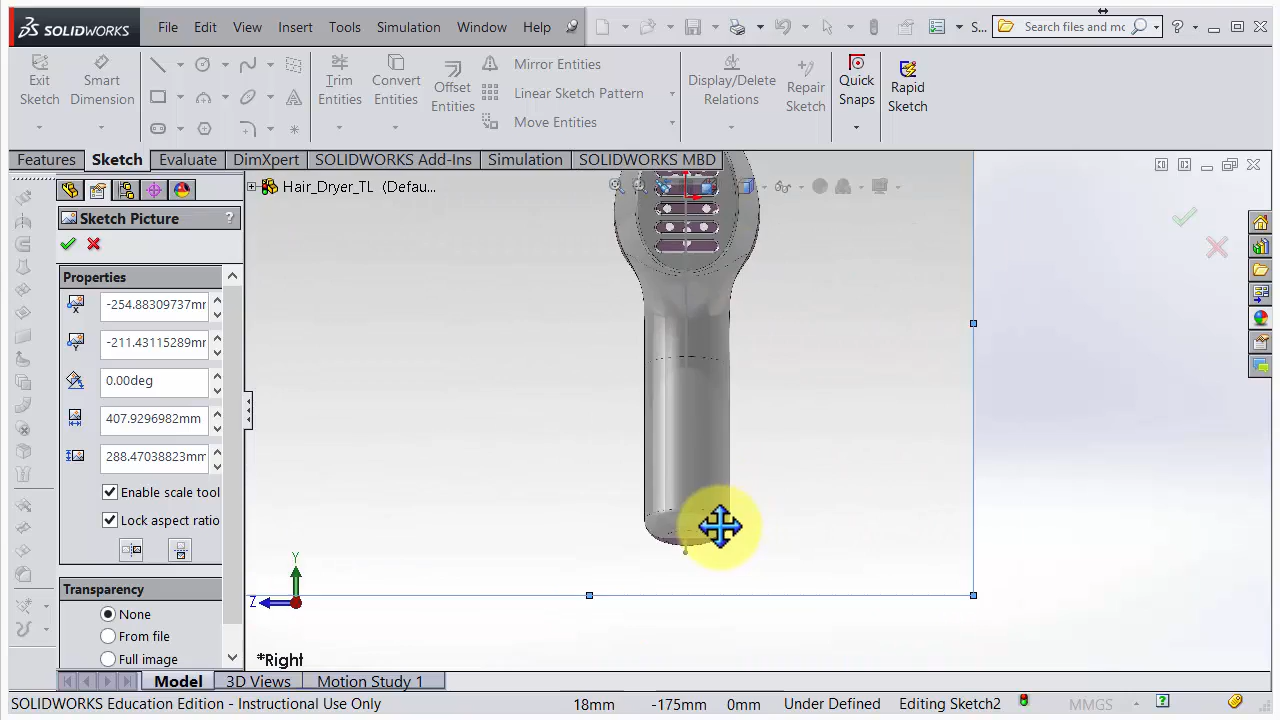 SOLIDWORKS File Edit View Insert Tools Simulation Window Help S... Search files and mo ?
Exit Sketch
Smart Dimension
Trim Entities
Convert Entities
Offset Entities
Mirror Entities
Linear Sketch Pattern
Move Entities
Display/Delete Relations
Repair Sketch
Quick Snaps
Rapid Sketch
Features Sketch Evaluate DimXpert SOLIDWORKS Add-Ins Simulation SOLIDWORKS MBD
Hair_Dryer_TL (Defau...
Sketch Picture ?
Properties
-254.88309737mm
-211.43115289mm
0.00deg
407.9296982mm
288.47038823mm
Enable scale tool
Lock aspect ratio
Transparency
None
From file
Full image
Y
Z
*Right
Model 3D Views Motion Study 1
SOLIDWORKS Education Edition - Instructional Use Only 18mm -175mm 0mm Under Defined Editing Sketch2 MMGS ?